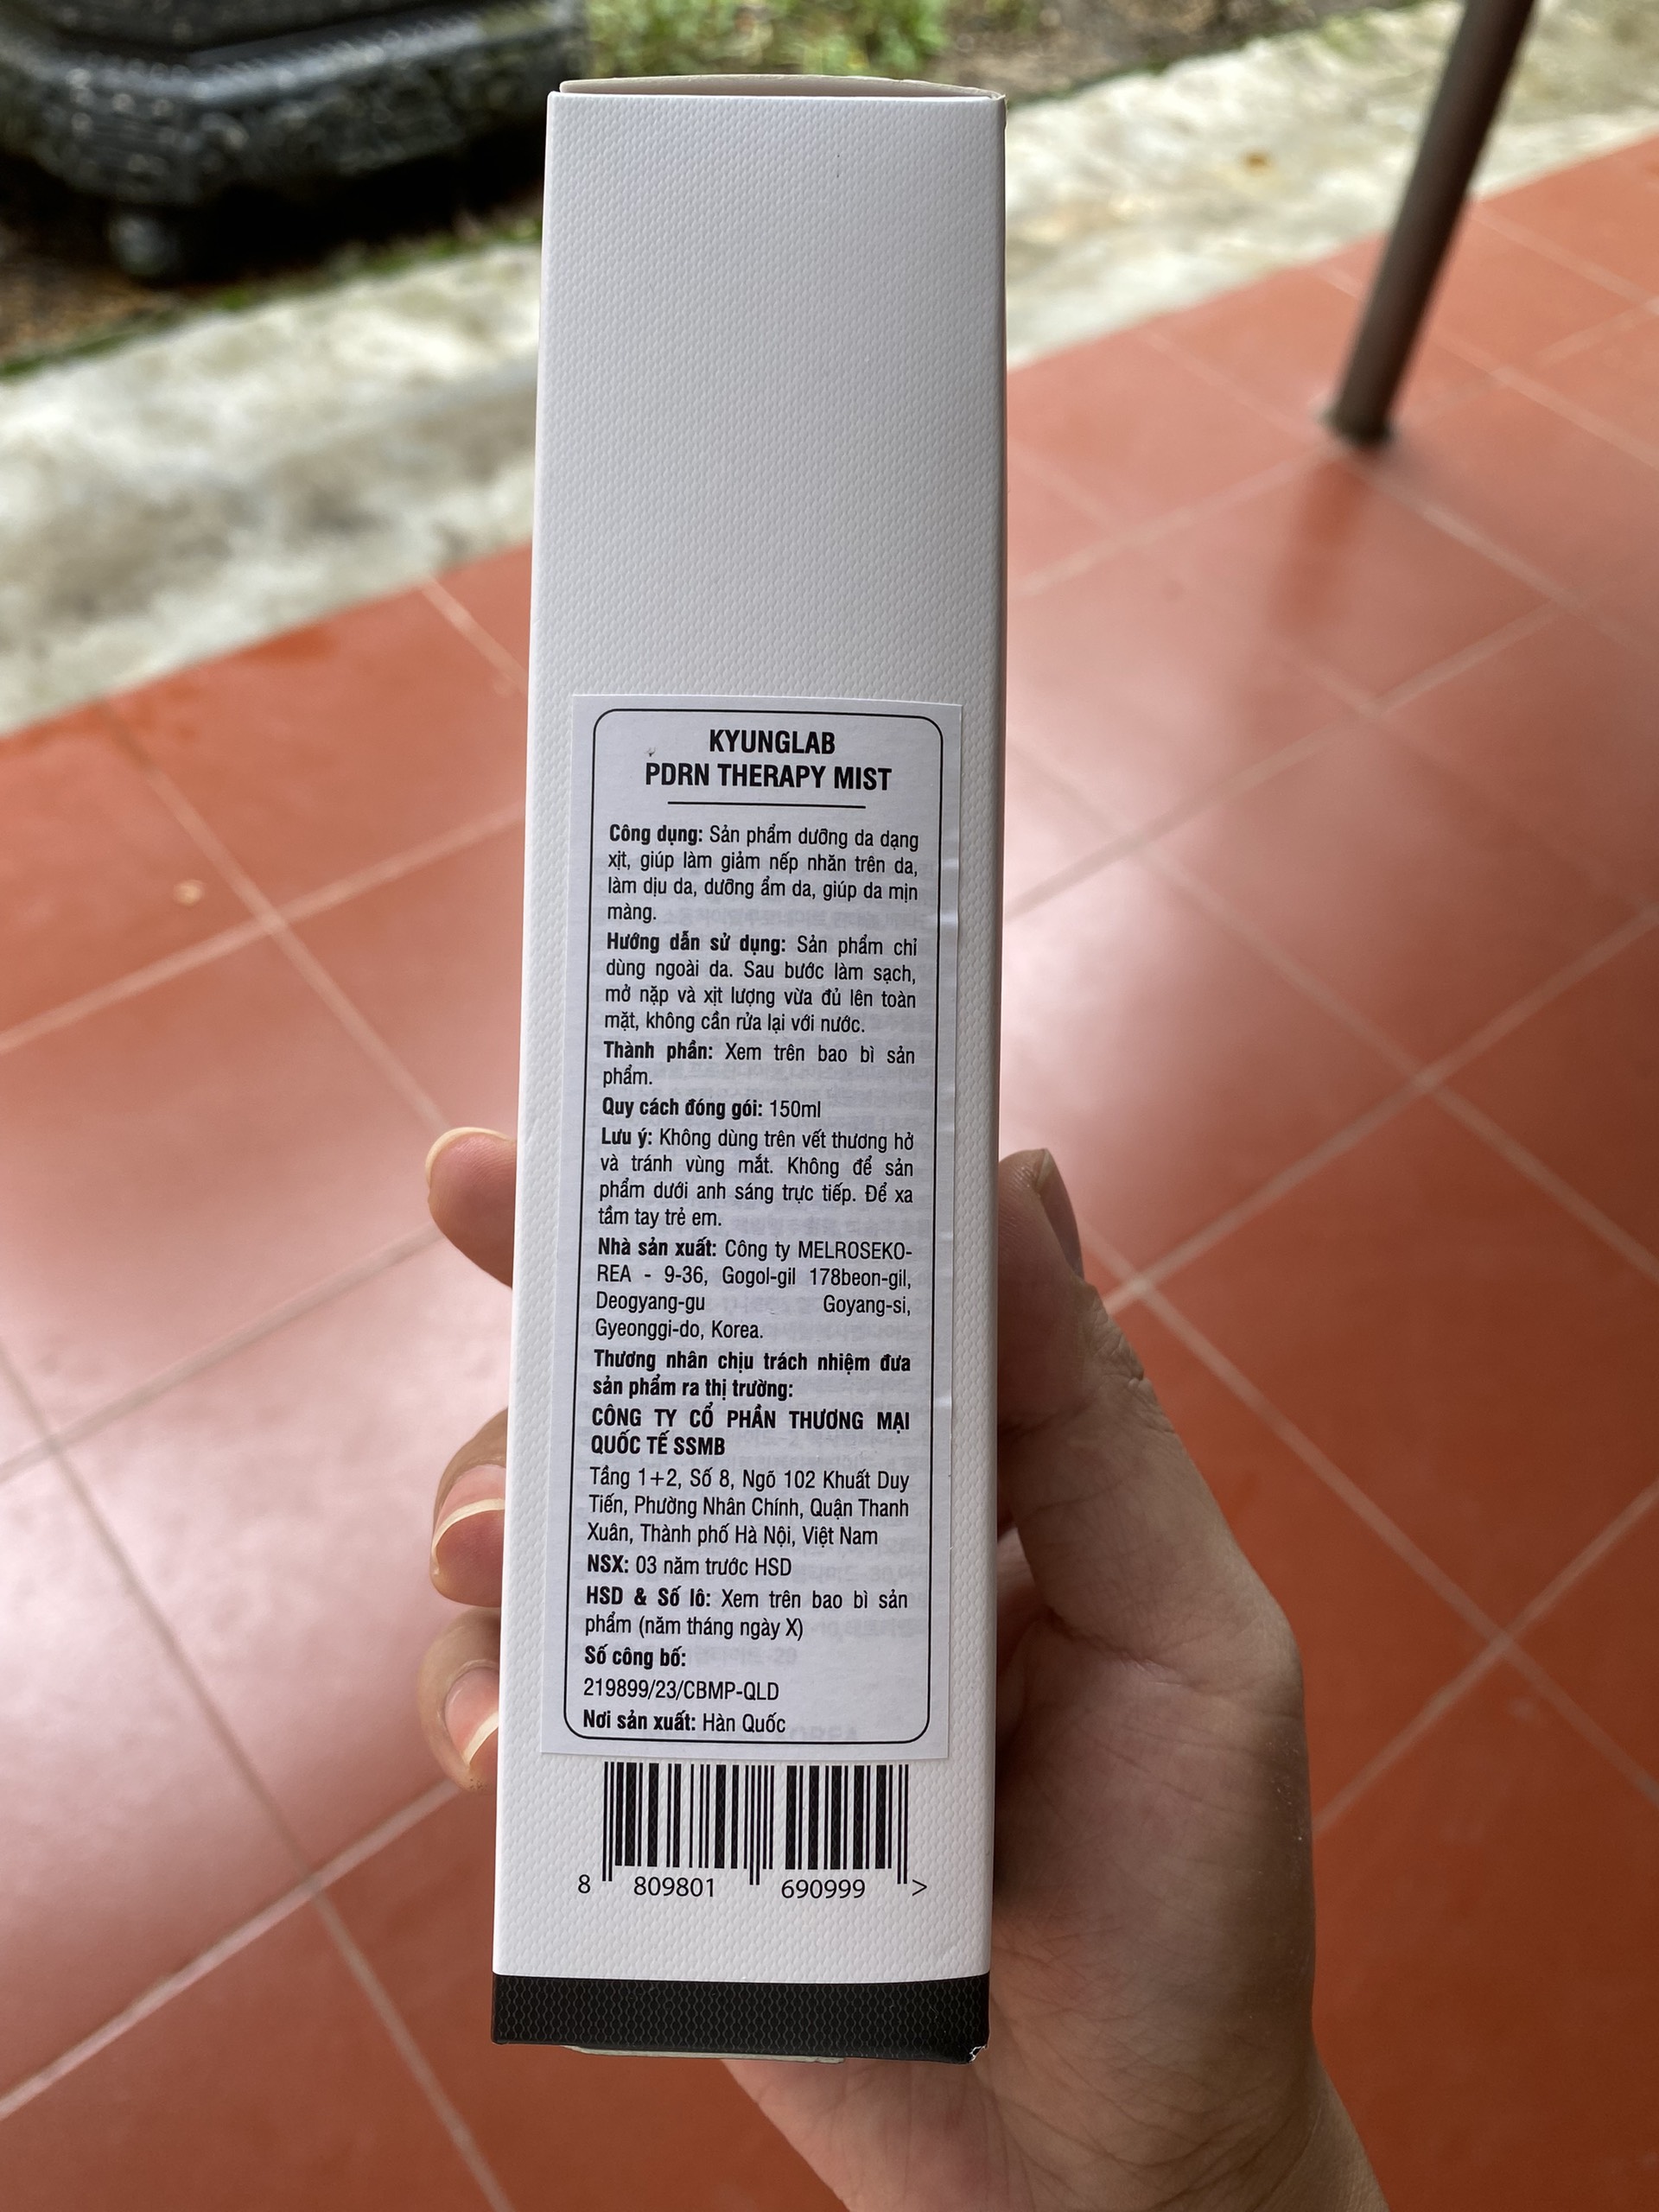 KYUNGLAB
PDRN THERAPY MIST
Công dụng: Sản phẩm dưỡng da dạng
xịt, giúp làm giảm nếp nhăn trên da,
làm dịu da, dưỡng ẩm da, giúp da mịn
màng.
Hướng dẫn sử dụng: Sản phẩm chỉ
dùng ngoài da. Sau bước làm sạch,
mở nắp và xịt lượng vừa đủ lên toàn
mặt, không cần rửa lại với nước.
Thành phần: Xem trên bao bì sản
phẩm.
Quy cách đóng gói: 150ml
Lưu ý: Không dùng trên vết thương hở
và tránh vùng mắt. Không để sản
phẩm dưới anh sáng trực tiếp. Để xa
tầm tay trẻ em.
Nhà sản xuất: Công ty MELROSEKO-
REA - 9-36, Gogol-gil 178beon-gil,
Deogyang-gu Goyang-si,
Gyeonggi-do, Korea.
Thương nhân chịu trách nhiệm đưa
sản phẩm ra thị trường:
CÔNG TY CỔ PHẦN THƯƠNG MẠI
QUỐC TẾ SSMB
Tầng 1+2, Số 8, Ngõ 102 Khuất Duy
Tiến, Phường Nhân Chính, Quận Thanh
Xuân, Thành phố Hà Nội, Việt Nam
NSX: 03 năm trước HSD
HSD & Số lô: Xem trên bao bì sản
phẩm (năm tháng ngày X)
Số công bố:
219899/23/CBMP-QLD
Nơi sản xuất: Hàn Quốc
8 809801 690999 >